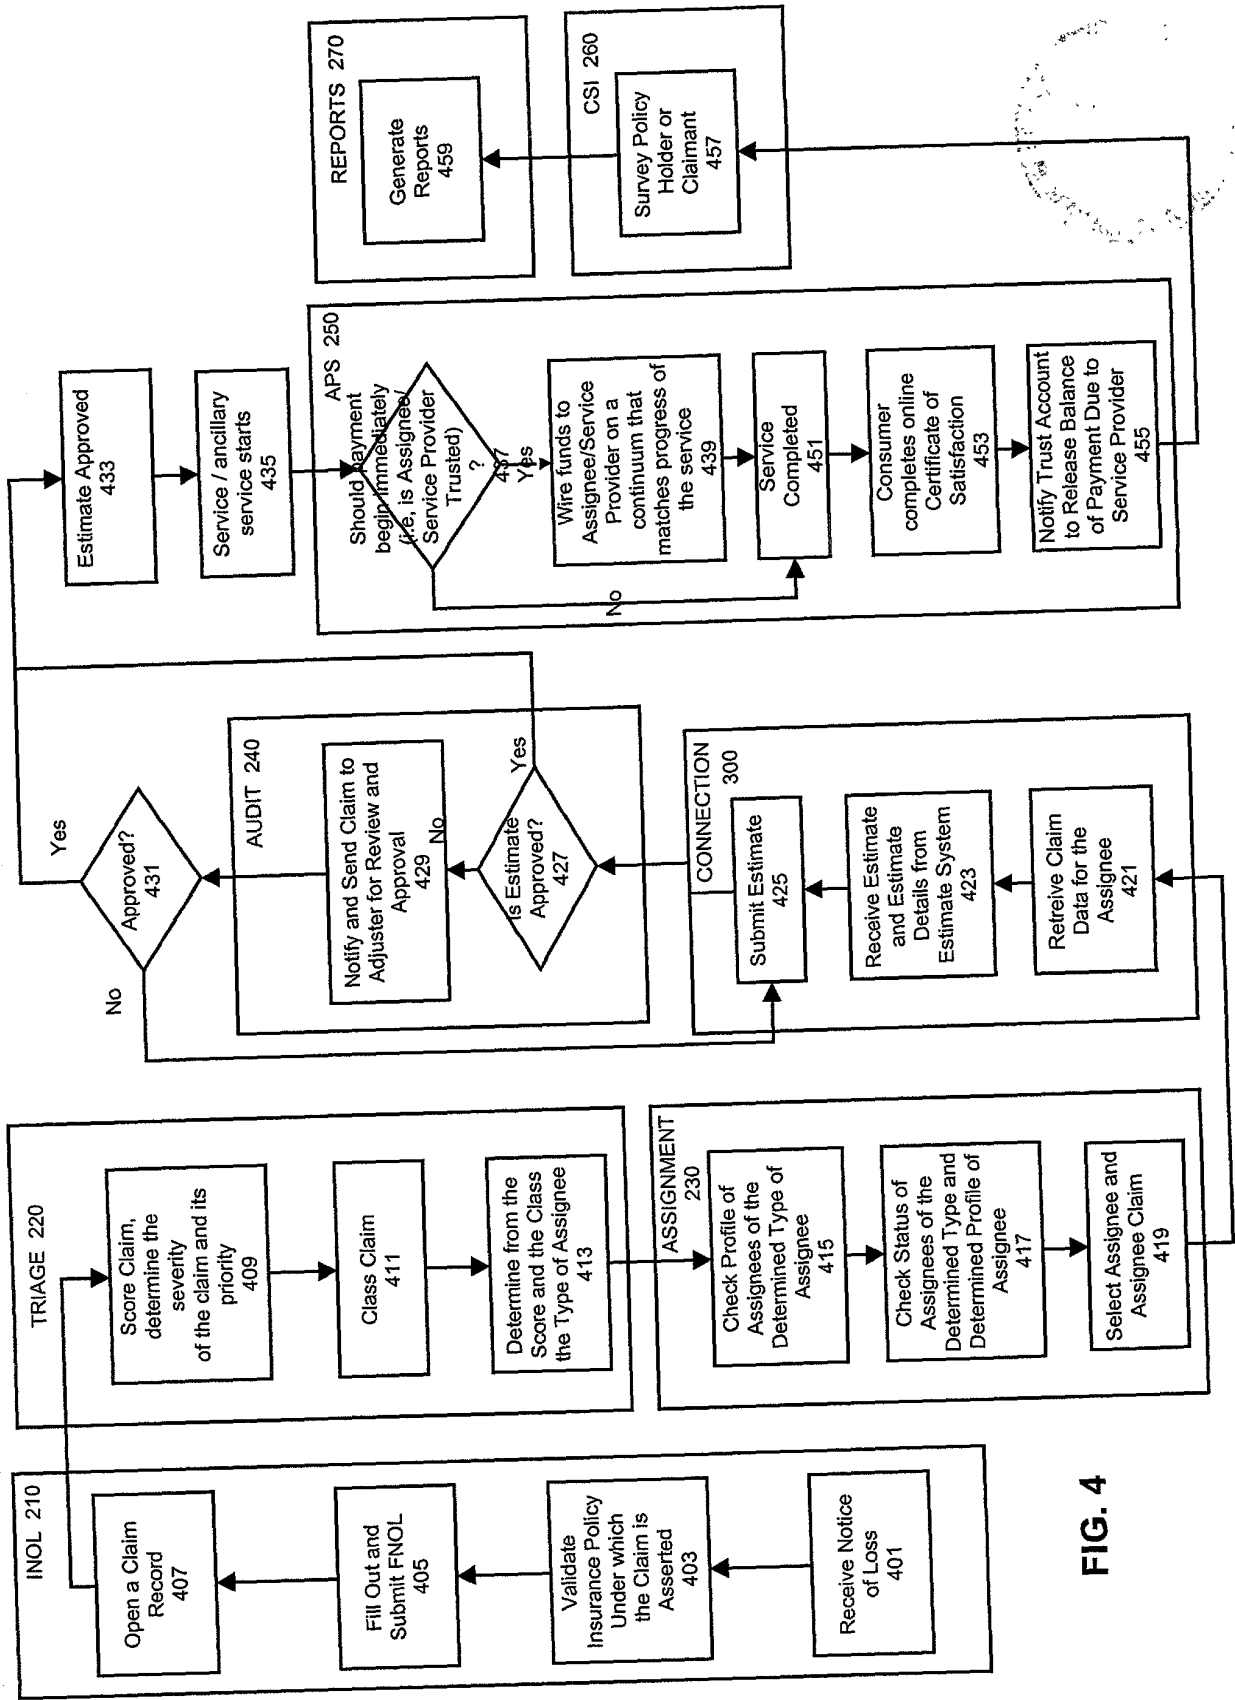 INOL 210
Open a Claim
Record
407
Fill Out and
Submit FNOL
405
Validate
Insurance Policy
Under which
the Claim is
Asserted
403
Receive Notice
of Loss
401
TRIAGE 220
Score Claim,
determine the
severity
of the claim and its
priority
409
Class Claim
411
Determine from the
Score and the Class
the Type of Assignee
413
ASSIGNMENT
230
Check Profile of
Assignees of the
Determined Type of
Assignee
415
Check Status of
Assignees of the
Determined Type and
Determined Profile of
Assignee
417
Select Assignee and
Assignee Claim
419
Approved?
431
Yes
No
AUDIT 240
Notify and Send Claim to
Adjuster for Review and
Approval
429
No
Is Estimate
Approved?
427
Yes
CONNECTION
300
Submit Estimate
425
Receive Estimate
and Estimate
Details from
Estimate System
423
Retreive Claim
Data for the
Assignee
421
Estimate Approved
433
Service / ancillary
service starts
435
APS 250
Should Payment
begin immediately
(i.e, is Assignee/
Service Provider
Trusted)
?
437
Yes
No
Wire funds to
Assignee/Service
Provider on a
continuum that
matches progress of
the service
439
Service
Completed
451
Consumer
completes online
Certificate of
Satisfaction
453
Notify Trust Account
to Release Balance
of Payment Due to
Service Provider
455
REPORTS 270
Generate
Reports
459
CSI 260
Survey Policy
Holder or
Claimant
457
FIG. 4